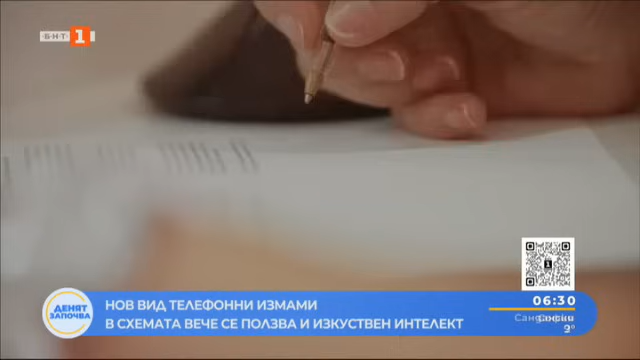 БНТ 1
ДЕНЯТ
ЗАПОЧВА
НОВ ВИД ТЕЛЕФОННИ ИЗМАМИ
В СХЕМАТА ВЕЧЕ СЕ ПОЛЗВА И ИЗКУСТВЕН ИНТЕЛЕКТ
06:30